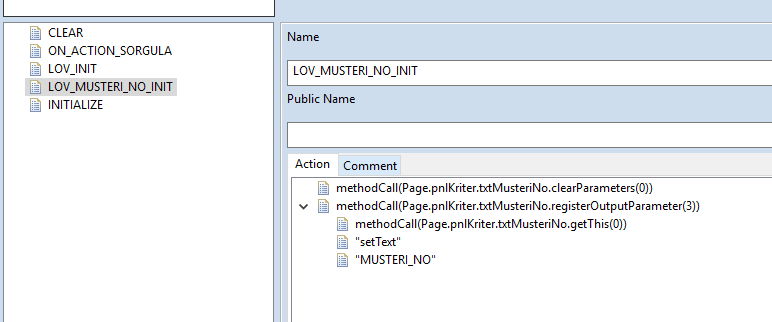 CLEAR
ON_ACTION_SORGULA
LOV_INIT
LOV_MUSTERI_NO_INIT
INITIALIZE
Name
LOV_MUSTERI_NO_INIT
Public Name
Action Comment
methodCall(Page.pnlKriter.txtMusteriNo.clearParameters(0))
methodCall(Page.pnlKriter.txtMusteriNo.registerOutputParameter(3))
methodCall(Page.pnlKriter.txtMusteriNo.getThis(0))
"setText"
"MUSTERI_NO"